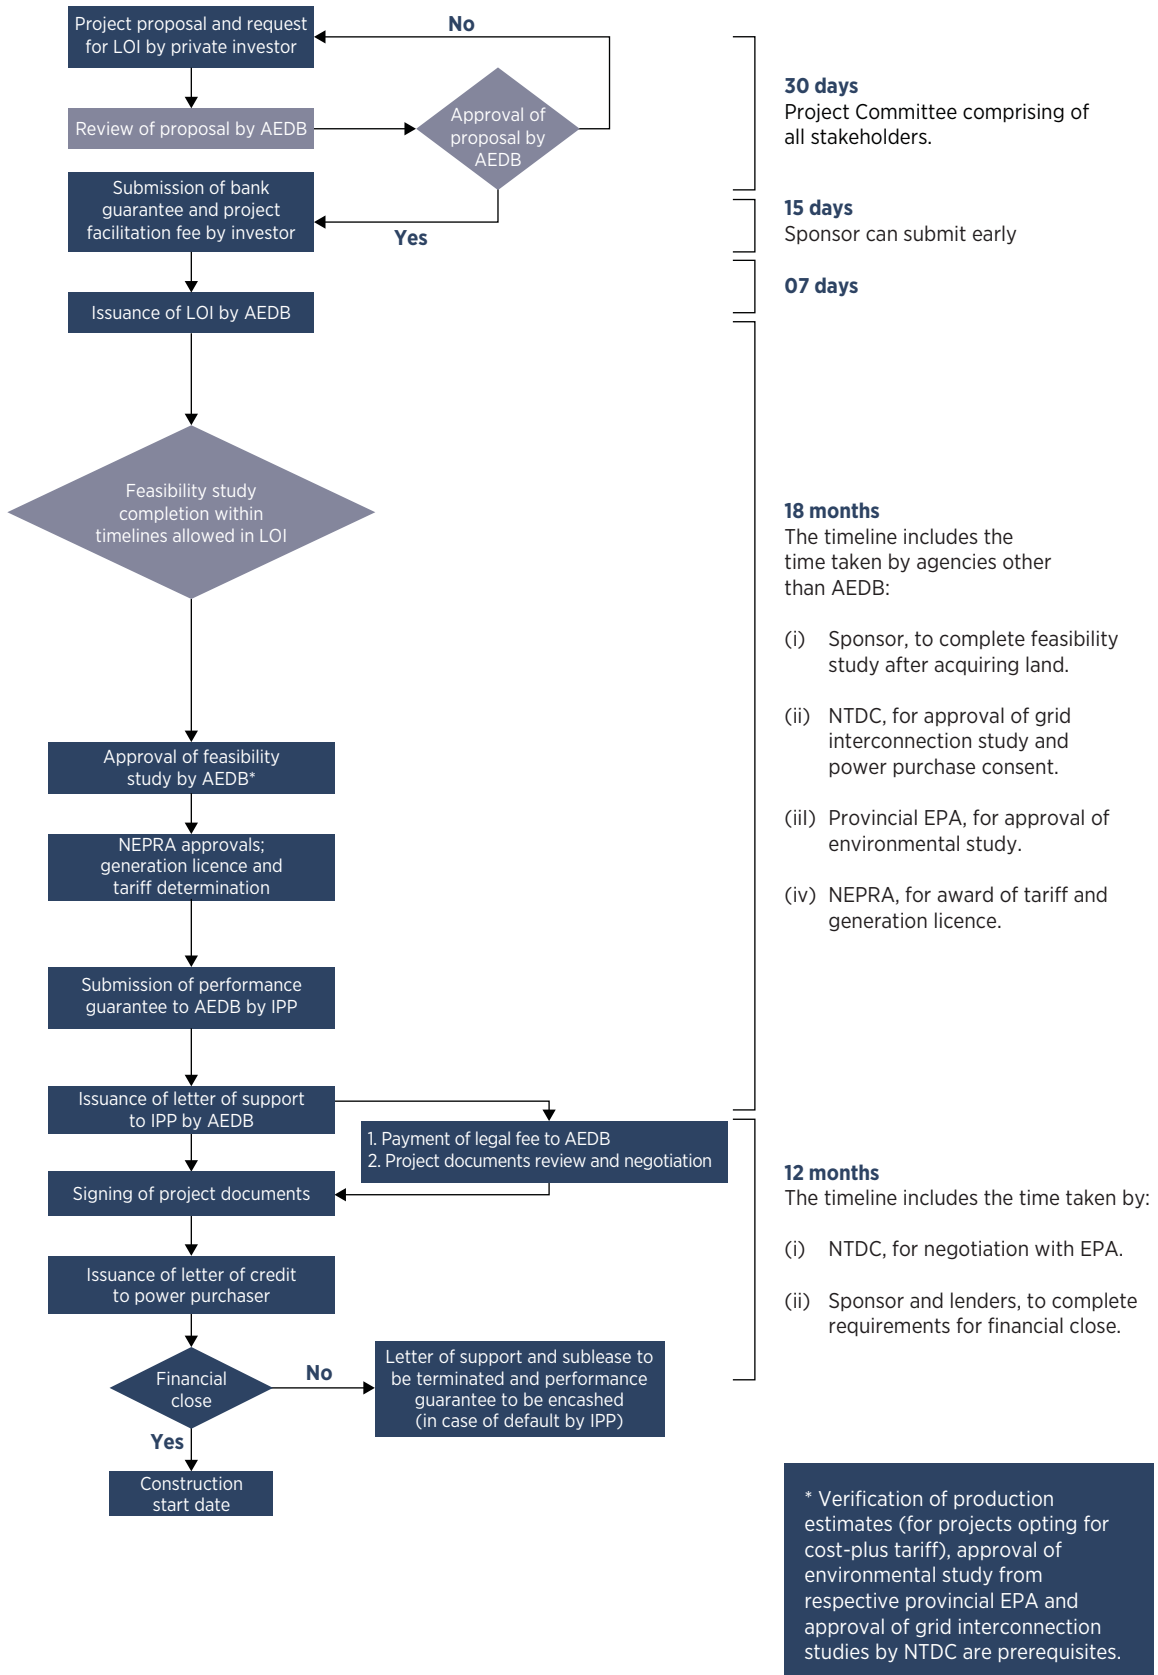 Project proposal and request
for LOI by private investor
No
Review of proposal by AEDB
Approval of
proposal by
AEDB
30 days
Project Committee comprising of
all stakeholders.
Submission of bank
guarantee and project
facilitation fee by investor
Yes
15 days
Sponsor can submit early
Issuance of LOI by AEDB
07 days
Feasibility study
completion within
timelines allowed in LOI
18 months
The timeline includes the
time taken by agencies other
than AEDB:
(i) Sponsor, to complete feasibility
study after acquiring land.
(ii) NTDC, for approval of grid
interconnection study and
power purchase consent.
(iiI) Provincial EPA, for approval of
environmental study.
(iv) NEPRA, for award of tariff and
generation licence.
Approval of feasibility
study by AEDB*
NEPRA approvals;
generation licence and
tariff determination
Submission of performance
guarantee to AEDB by IPP
Issuance of letter of support
to IPP by AEDB
1. Payment of legal fee to AEDB
2. Project documents review and negotiation
Signing of project documents
Issuance of letter of credit
to power purchaser
12 months
The timeline includes the time taken by:
(i) NTDC, for negotiation with EPA.
(ii) Sponsor and lenders, to complete
requirements for financial close.
Financial
close
No
Letter of support and sublease to
be terminated and performance
guarantee to be encashed
(in case of default by IPP)
Yes
Construction
start date
* Verification of production
estimates (for projects opting for
cost-plus tariff), approval of
environmental study from
respective provincial EPA and
approval of grid interconnection
studies by NTDC are prerequisites.